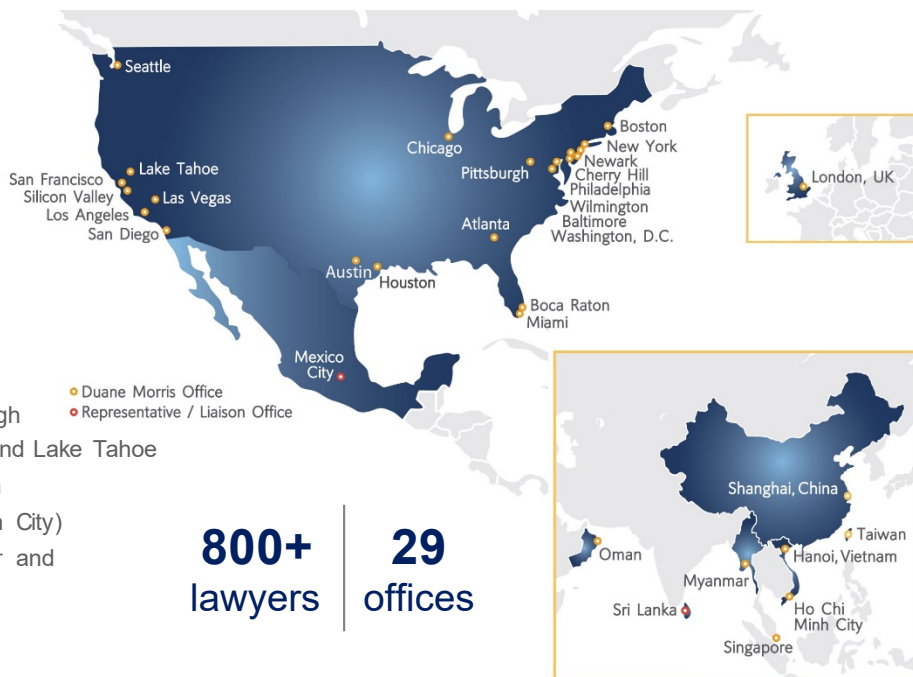 Seattle
Lake Tahoe
San Francisco
Silicon Valley
Las Vegas
Los Angeles
San Diego
Chicago
Pittsburgh
Boston
New York
Newark
Cherry Hill
Philadelphia
Wilmington
Baltimore
Washington, D.C.
Atlanta
Austin
Houston
Boca Raton
Miami
Mexico
City
Duane Morris Office
Representative / Liaison Office
London, UK
Shanghai, China
Taiwan
Hanoi, Vietnam
Oman
Myanmar
Sri Lanka
Ho Chi
Minh City
Singapore
gh
nd Lake Tahoe
City)
and
800+
lawyers
29
offices